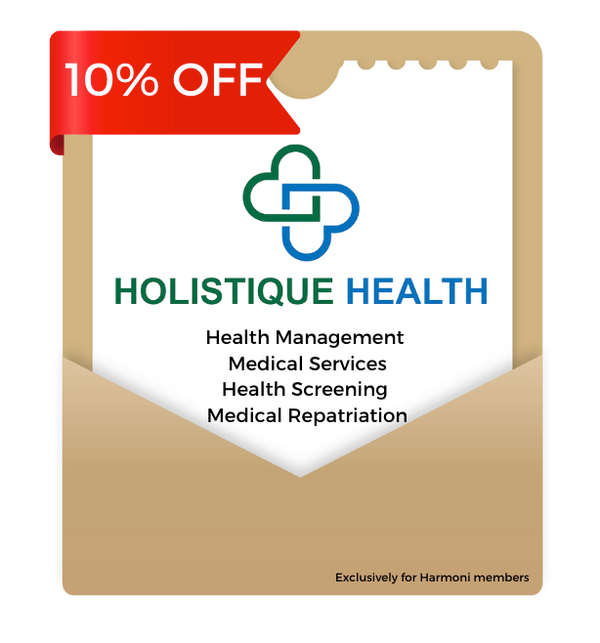 10% OFF
HOLISTIQUE HEALTH
Health Management
Medical Services
Health Screening
Medical Repatriation
Exclusively for Harmoni members